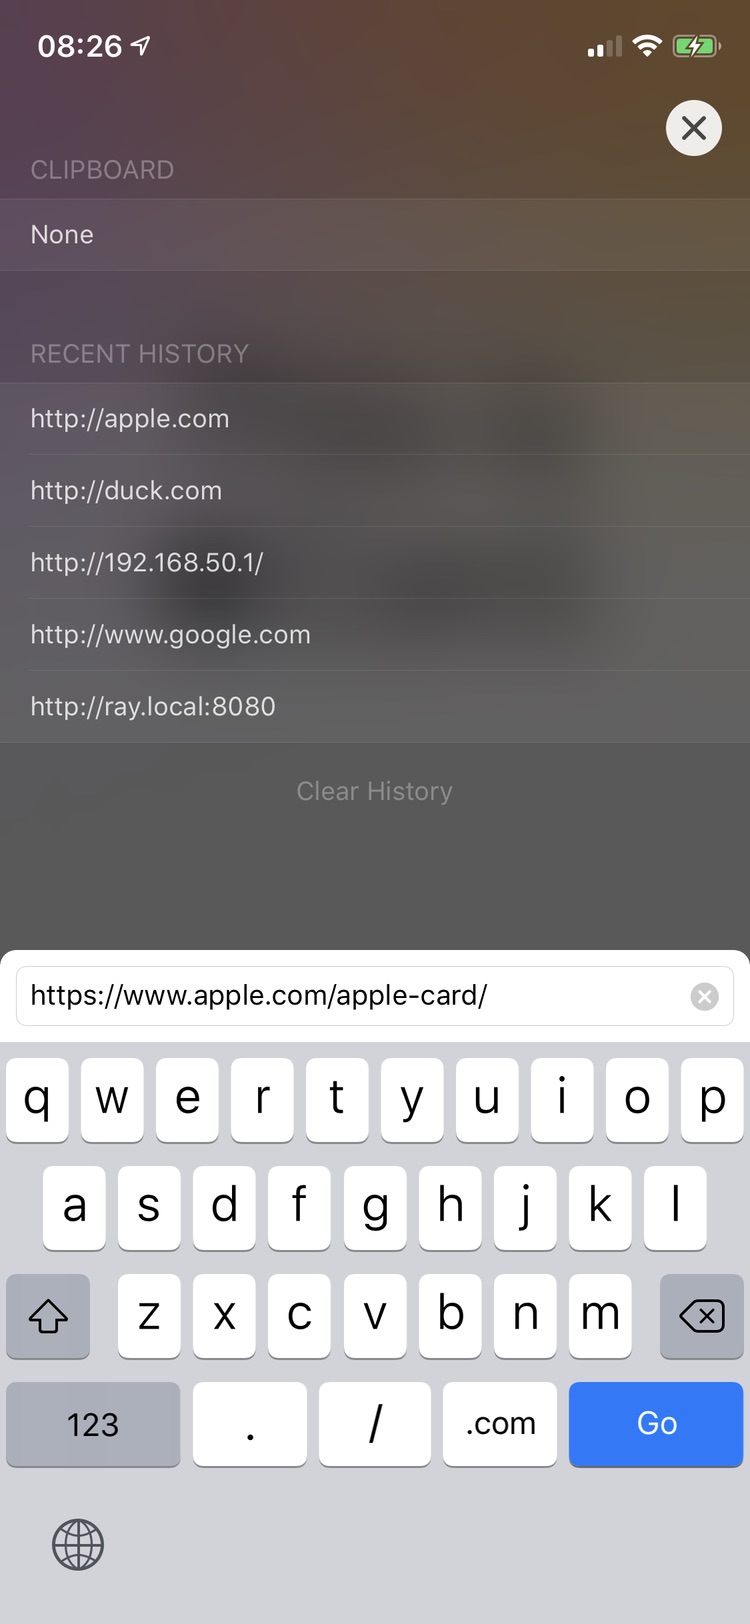 08:26
CLIPBOARD
None
RECENT HISTORY
http://apple.com
http://duck.com
http://192.168.50.1/
http://www.google.com
http://ray.local:8080
Clear History
https://www.apple.com/apple-card/
q w e r t y u i o p
a s d f g h j k l
z x c v b n m
123 . / .com Go